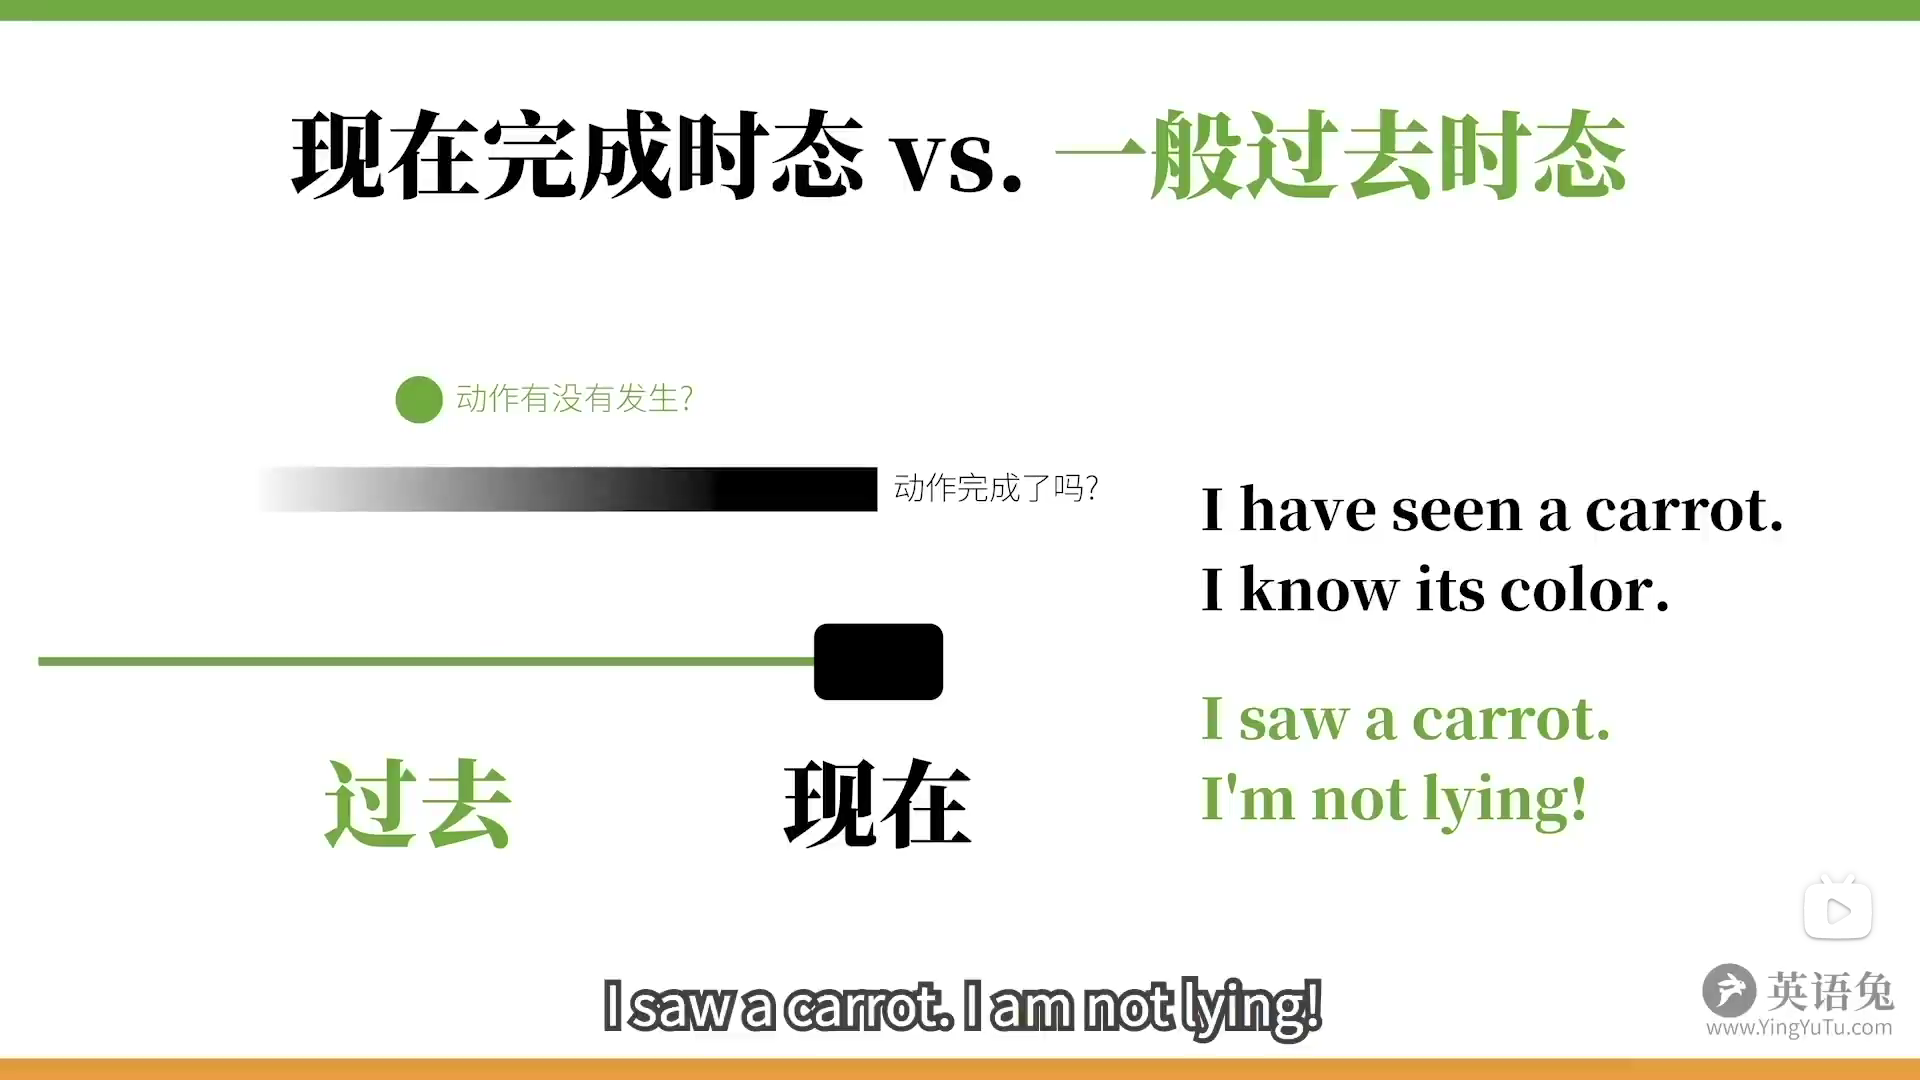 现在完成时态 vs. 一般过去时态
动作有没有发生?
动作完成了吗?
I have seen a carrot.
I know its color.
I saw a carrot.
I'm not lying!
过去
现在
I saw a carrot. I am not lying!
英语兔
www.YingYuTu.com